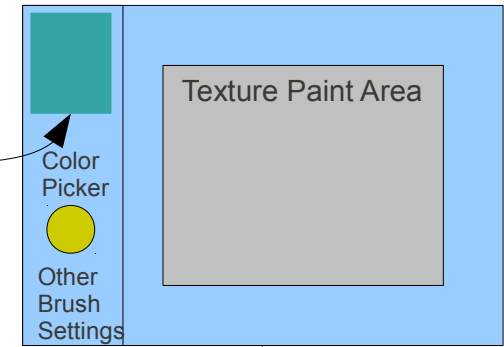 Texture Paint Area
Color
Picker
Other
Brush
Settings